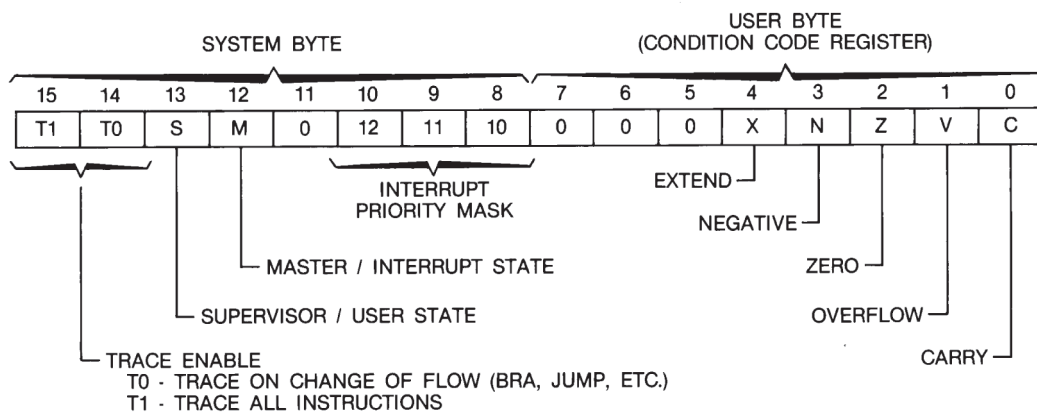 SYSTEM BYTE
USER BYTE
(CONDITION CODE REGISTER)
15 14 13 12 11 10 9 8 7 6 5 4 3 2 1 0
T1 T0 S M 0 12 11 10 0 0 0 X N Z V C
INTERRUPT
PRIORITY MASK
EXTEND
NEGATIVE
MASTER / INTERRUPT STATE
ZERO
SUPERVISOR / USER STATE
OVERFLOW
TRACE ENABLE
CARRY
T0 - TRACE ON CHANGE OF FLOW (BRA, JUMP, ETC.)
T1 - TRACE ALL INSTRUCTIONS